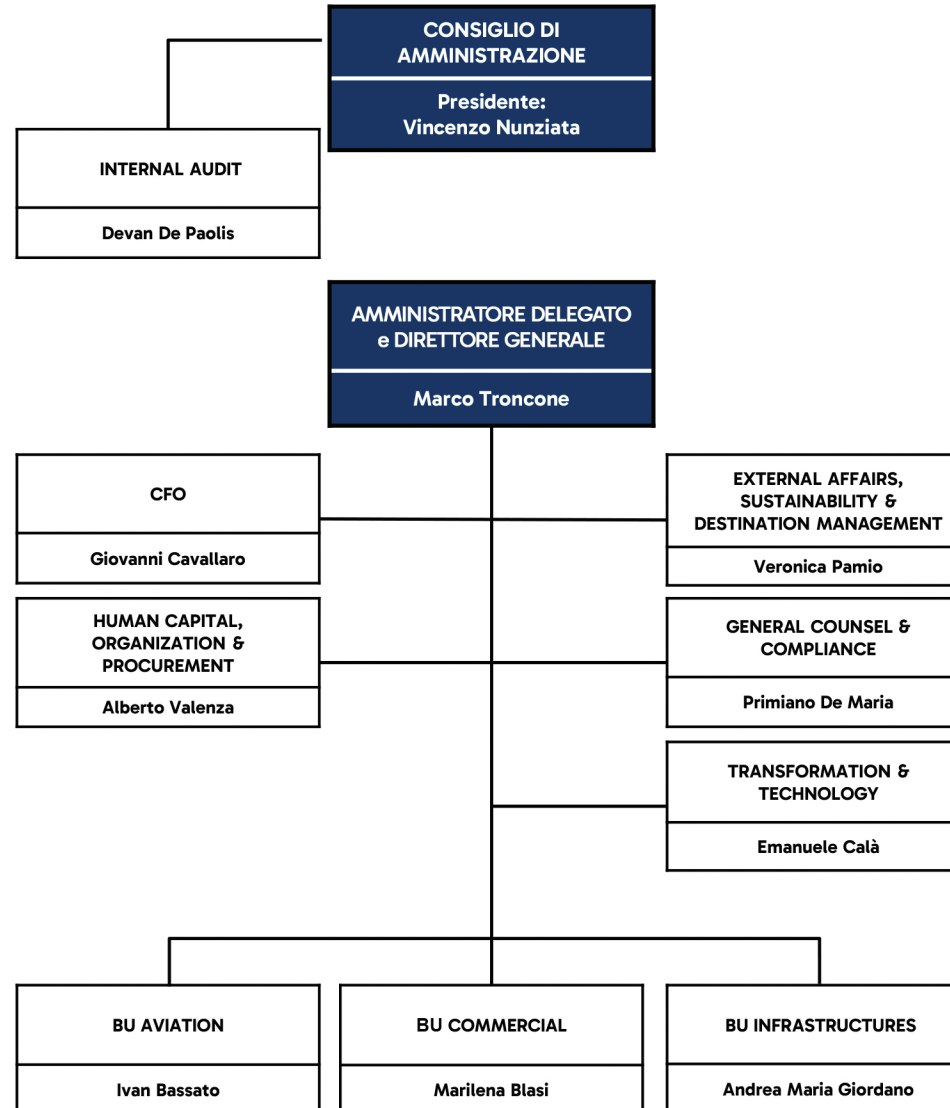 CONSIGLIO DI
AMMINISTRAZIONE
Presidente:
Vincenzo Nunziata
INTERNAL AUDIT
Devan De Paolis
AMMINISTRATORE DELEGATO
e DIRETTORE GENERALE
Marco Troncone
CFO
Giovanni Cavallaro
EXTERNAL AFFAIRS,
SUSTAINABILITY &
DESTINATION MANAGEMENT
Veronica Pamio
HUMAN CAPITAL,
ORGANIZATION &
PROCUREMENT
Alberto Valenza
GENERAL COUNSEL &
COMPLIANCE
Primiano De Maria
TRANSFORMATION &
TECHNOLOGY
Emanuele Calà
BU AVIATION
Ivan Bassato
BU COMMERCIAL
Marilena Blasi
BU INFRASTRUCTURES
Andrea Maria Giordano